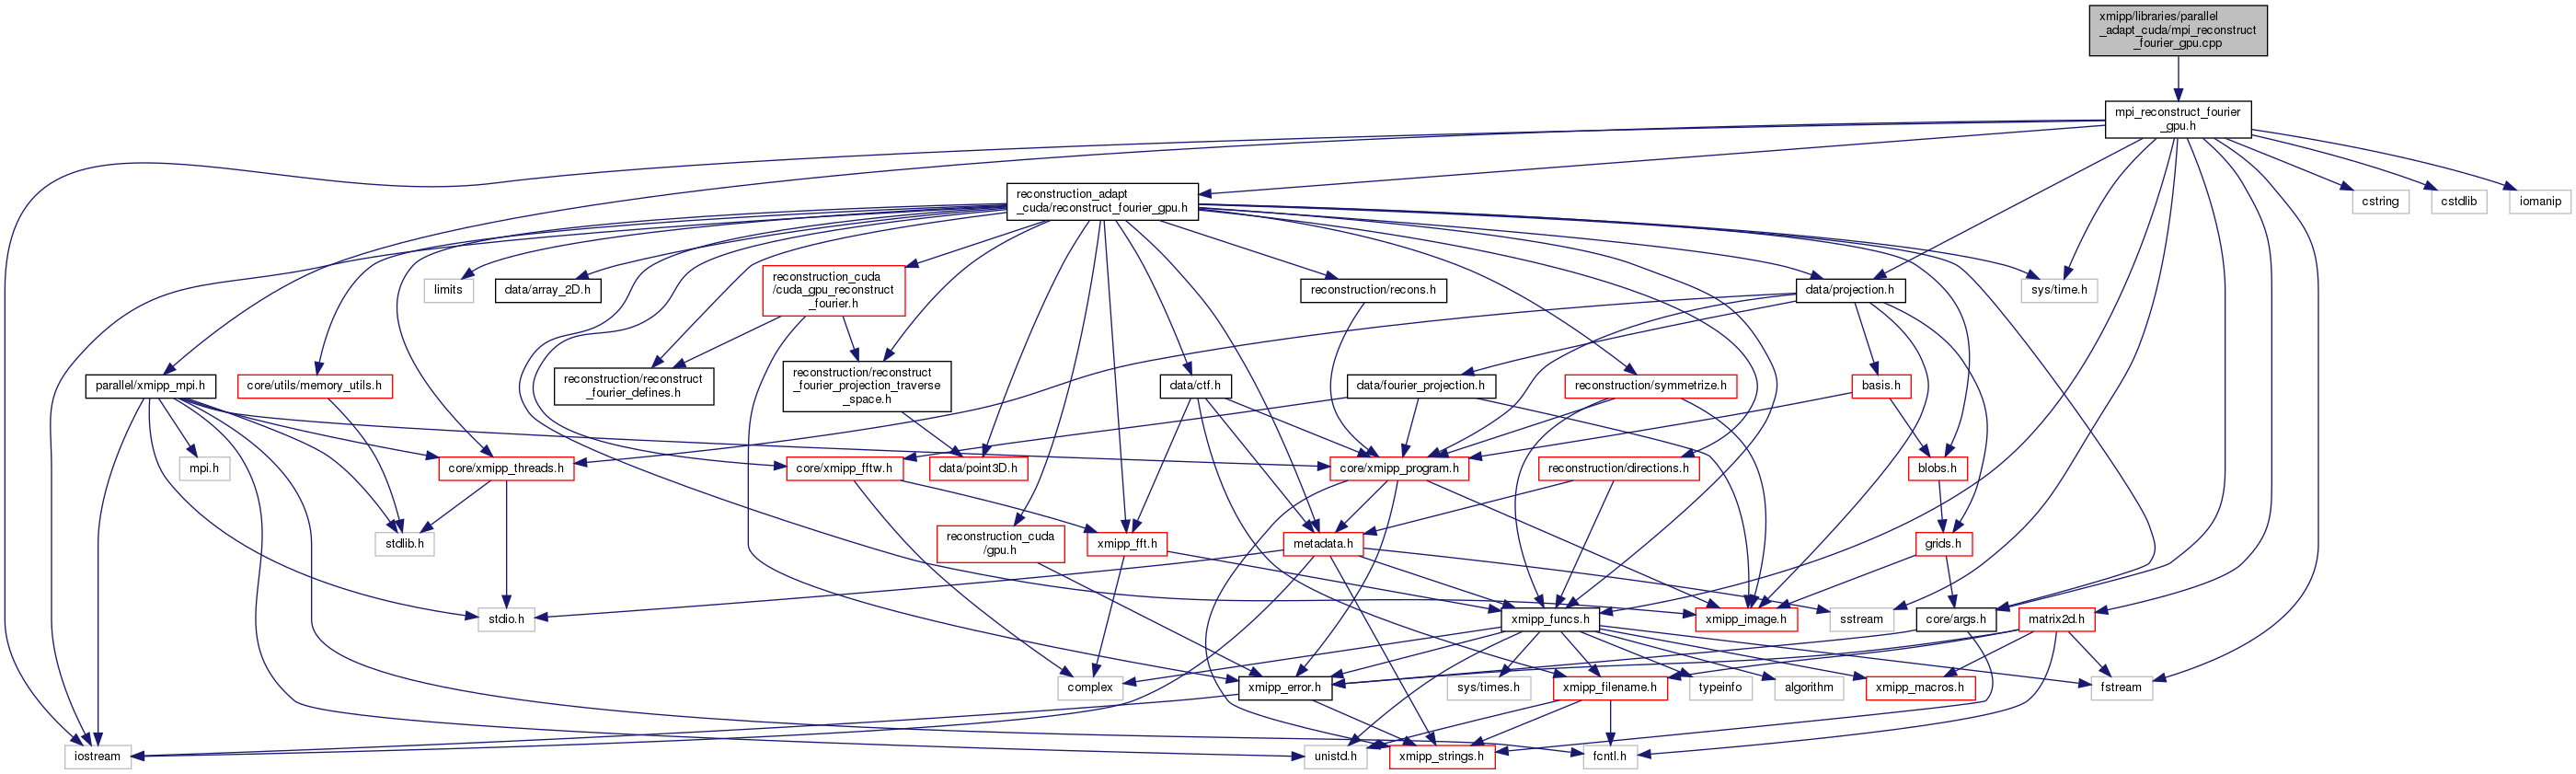 xmipp/libraries/parallel
_adapt_cuda/mpi_reconstruct
_fourier_gpu.cpp
mpi_reconstruct_fourier
_gpu.h
reconstruction_adapt
_cuda/reconstruct_fourier_gpu.h
cstring
cstdlib
iomanip
limits
data/array_2D.h
reconstruction_cuda
/cuda_gpu_reconstruct
_fourier.h
reconstruction/recons.h
data/projection.h
sys/time.h
parallel/xmipp_mpi.h
core/utils/memory_utils.h
reconstruction/reconstruct
_fourier_defines.h
reconstruction/reconstruct
_fourier_projection_traverse
_space.h
data/ctf.h
data/fourier_projection.h
reconstruction/symmetrize.h
basis.h
mpi.h
core/xmipp_threads.h
core/xmipp_fftw.h
data/point3D.h
core/xmipp_program.h
reconstruction/directions.h
blobs.h
stdlib.h
reconstruction_cuda
/gpu.h
xmipp_fft.h
metadata.h
grids.h
stdio.h
xmipp_funcs.h
xmipp_image.h
sstream
core/args.h
matrix2d.h
complex
xmipp_error.h
sys/times.h
xmipp_filename.h
typeinfo
algorithm
xmipp_macros.h
fstream
iostream
unistd.h
xmipp_strings.h
fcntl.h